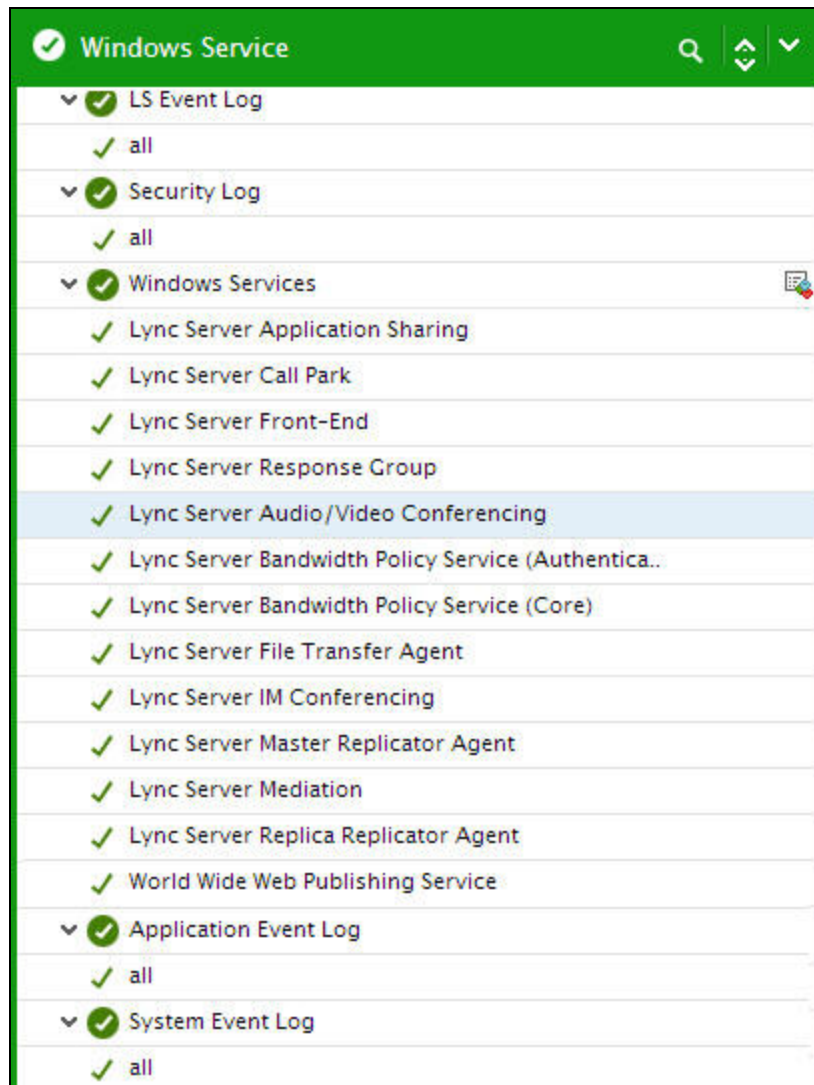 Windows Service
LS Event Log
all
Security Log
all
Windows Services
Lync Server Application Sharing
Lync Server Call Park
Lync Server Front-End
Lync Server Response Group
Lync Server Audio/Video Conferencing
Lync Server Bandwidth Policy Service (Authentica..
Lync Server Bandwidth Policy Service (Core)
Lync Server File Transfer Agent
Lync Server IM Conferencing
Lync Server Master Replicator Agent
Lync Server Mediation
Lync Server Replica Replicator Agent
World Wide Web Publishing Service
Application Event Log
all
System Event Log
all